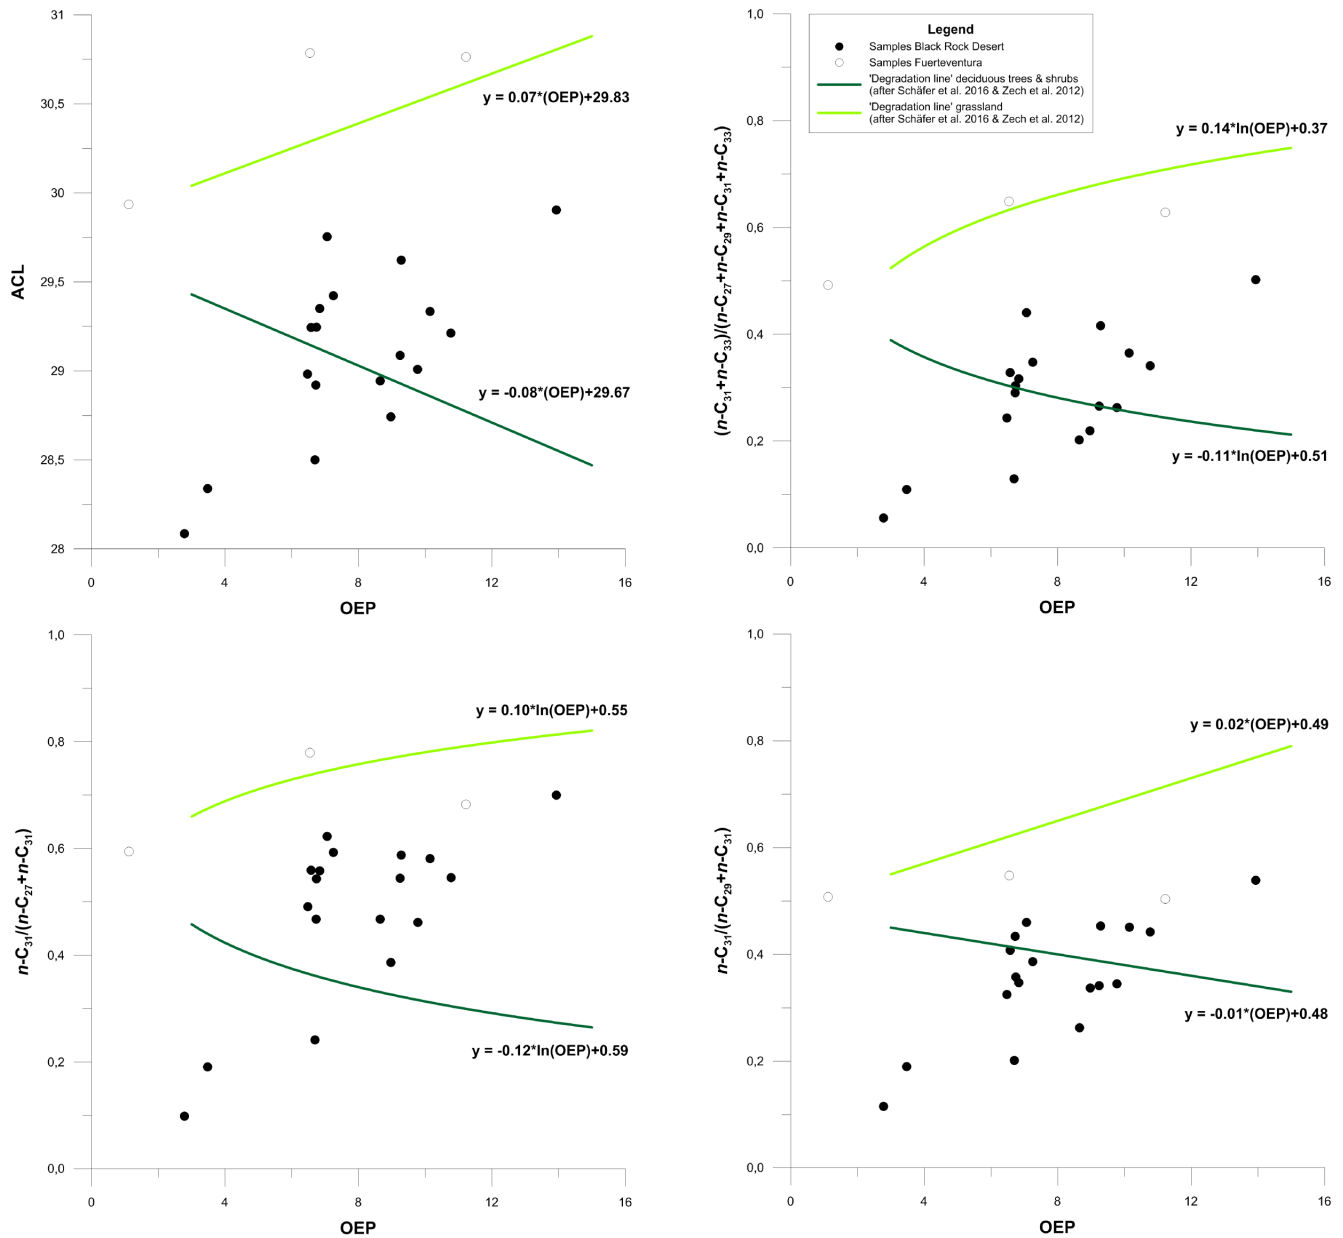 31
30,5
30
29,5
29
28,5
28
ACL
y = 0.07*(OEP)+29.83
y = -0.08*(OEP)+29.67
0
4
8
12
16
OEP
1,0
0,8
0,6
0,4
0,2
0,0
(n-C31+n-C33)/(n-C27+n-C29+n-C31+n-C33)
Legend
Samples Black Rock Desert
Samples Fuerteventura
'Degradation line' deciduous trees & shrubs
(after Schäfer et al. 2016 & Zech et al. 2012)
'Degradation line' grassland
(after Schäfer et al. 2016 & Zech et al. 2012)
y = 0.14*ln(OEP)+0.37
y = -0.11*ln(OEP)+0.51
0
4
8
12
16
OEP
1,0
0,8
0,6
0,4
0,2
0,0
n-C31/(n-C27+n-C31)
y = 0.10*ln(OEP)+0.55
y = -0.12*ln(OEP)+0.59
0
4
8
12
16
OEP
1,0
0,8
0,6
0,4
0,2
0,0
n-C31/(n-C29+n-C31)
y = 0.02*(OEP)+0.49
y = -0.01*(OEP)+0.48
0
4
8
12
16
OEP